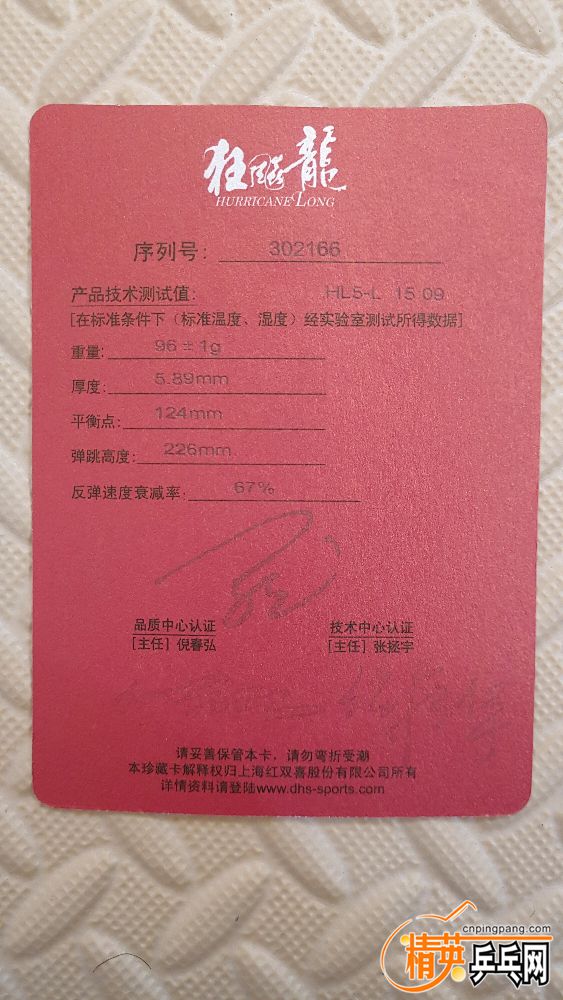 狂飚龍
HURRICANE LONG
序列号: 302166
产品技术测试值: HL5-L 15 09
[在标准条件下（标准温度、湿度）经实验室测试所得数据]
重量: 96±1g
厚度: 5.89mm
平衡点: 124mm
弹跳高度: 226mm
反弹速度衰减率: 67%
品质中心认证 技术中心认证
[主任] 倪春弘 [主任] 张拯宇
请妥善保管本卡，请勿弯折受潮
本珍藏卡解释权归上海红双喜股份有限公司所有
详情资料请登陆www.dhs-sports.com
cnpingpang.com
精英乒乓网